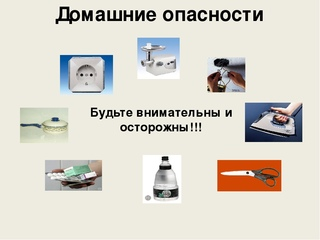 Домашние опасности
Будьте внимательны и
осторожны!!!